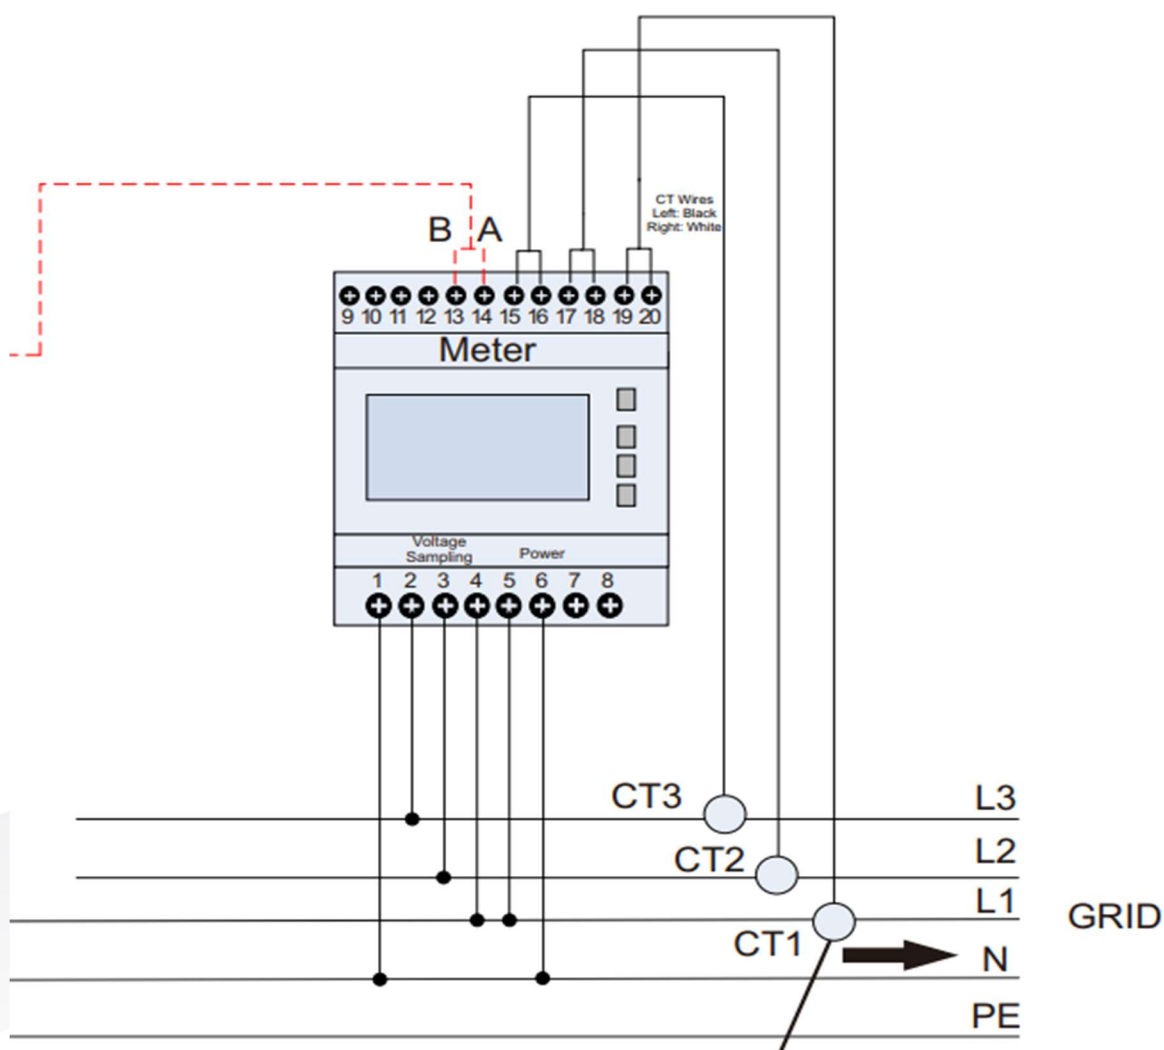 CT Wires
Left: Black
Right: White
B A
9 10 11 12 13 14 15 16 17 18 19 20
Meter
Voltage
Sampling
Power
1 2 3 4 5 6 7 8
CT3
L3
CT2
L2
L1
GRID
CT1
N
PE